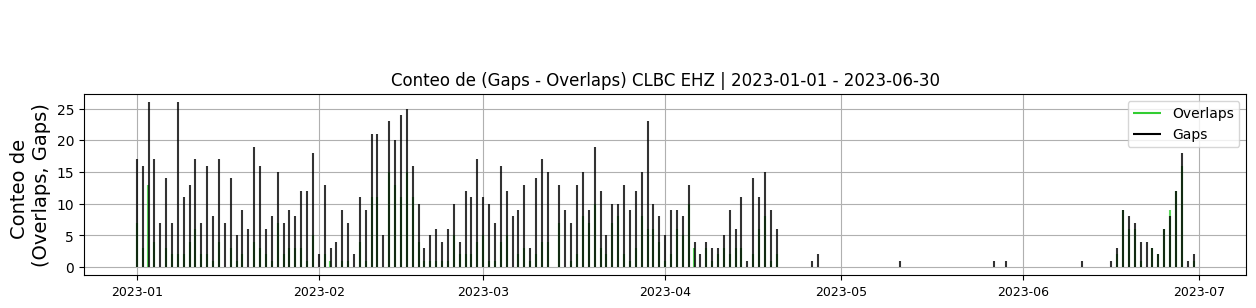 Conteo de (Gaps - Overlaps) CLBC EHZ | 2023-01-01 - 2023-06-30
Conteo de
(Overlaps, Gaps)
25
20
15
10
5
0
Overlaps
Gaps
2023-01
2023-02
2023-03
2023-04
2023-05
2023-06
2023-07